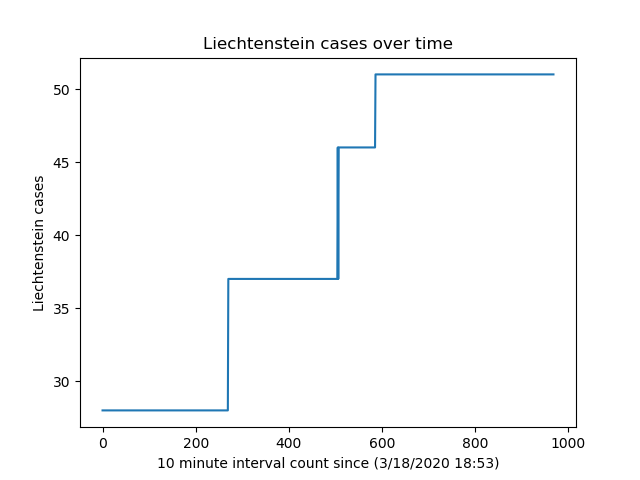 Liechtenstein cases over time
50
45
40
35
30
Liechtenstein cases
0 200 400 600 800 1000
10 minute interval count since (3/18/2020 18:53)